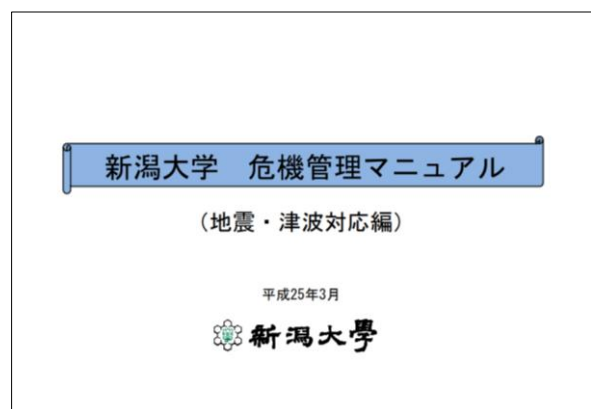 新潟大学　危機管理マニュアル
（地震・津波対応編）
平成25年3月
新潟大學